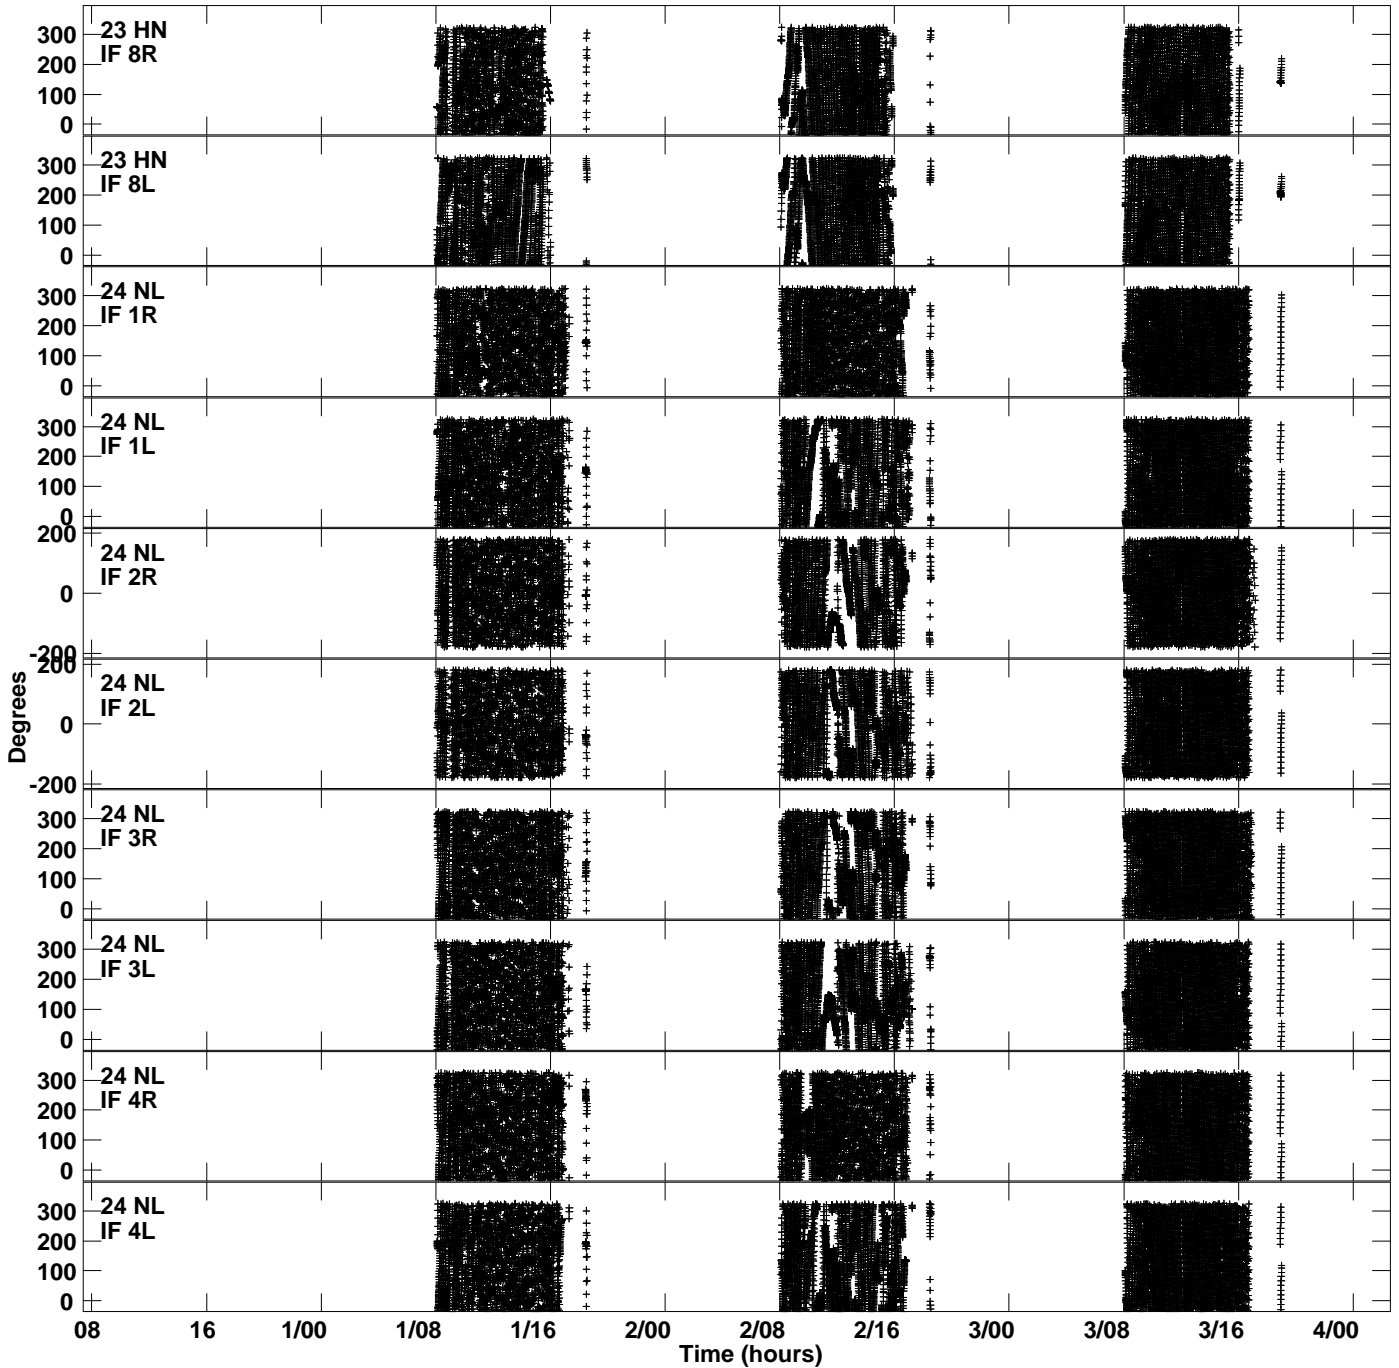 23 HN
IF 8R
300
200
100
0
23 HN
IF 8L
300
200
100
0
24 NL
IF 1R
300
200
100
0
24 NL
IF 1L
300
200
100
0
24 NL
IF 2R
200
0
-200
24 NL
IF 2L
200
0
-200
24 NL
IF 3R
300
200
100
0
24 NL
IF 3L
300
200
100
0
24 NL
IF 4R
300
200
100
0
24 NL
IF 4L
300
200
100
0
Degrees
08 16 1/00 1/08 1/16 2/00 2/08 2/16 3/00 3/08 3/16 4/00
Time (hours)